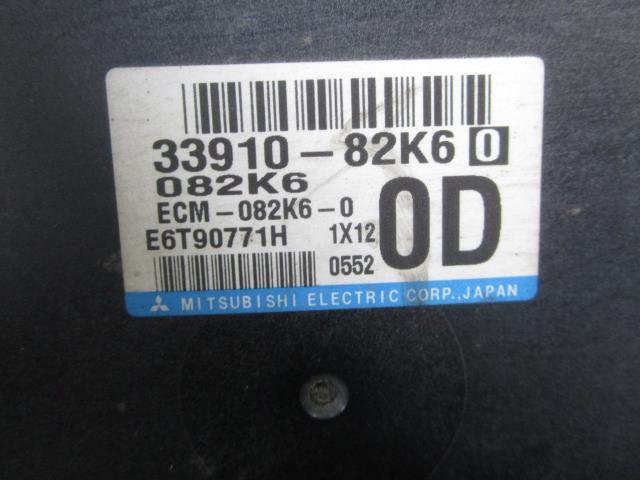 33910-82K6 0
082K6
ECM-082K6-0
E6T90771H 1X12 0D
0552
MITSUBISHI ELECTRIC CORP., JAPAN